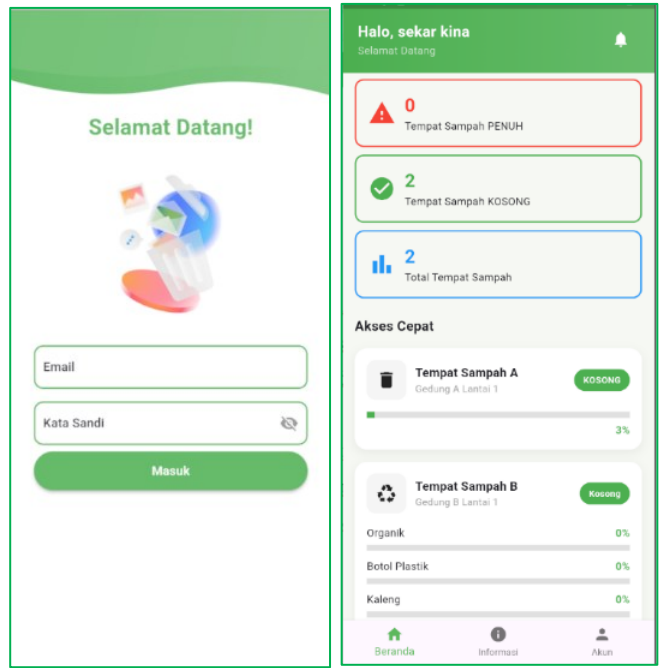 Selamat Datang!
Email
Kata Sandi
Masuk
Halo, sekar kina
Selamat Datang
0
Tempat Sampah PENUH
2
Tempat Sampah KOSONG
2
Total Tempat Sampah
Akses Cepat
Tempat Sampah A
KOSONG
Gedung A Lantai 1
3%
Tempat Sampah B
Kosong
Gedung B Lantai 1
Organik 0%
Botol Plastik 0%
Kaleng 0%
Beranda Informasi Akun